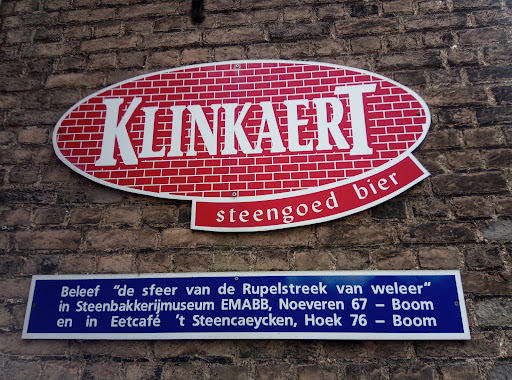 KLINKAERT
steengoed bier
Beleef "de sfeer van de Rupelstreek van weleer"
in Steenbakkerijmuseum EMABB, Noeveren 67 – Boom
en in Eetcafé 't Steencaeycken, Hoek 76 – Boom